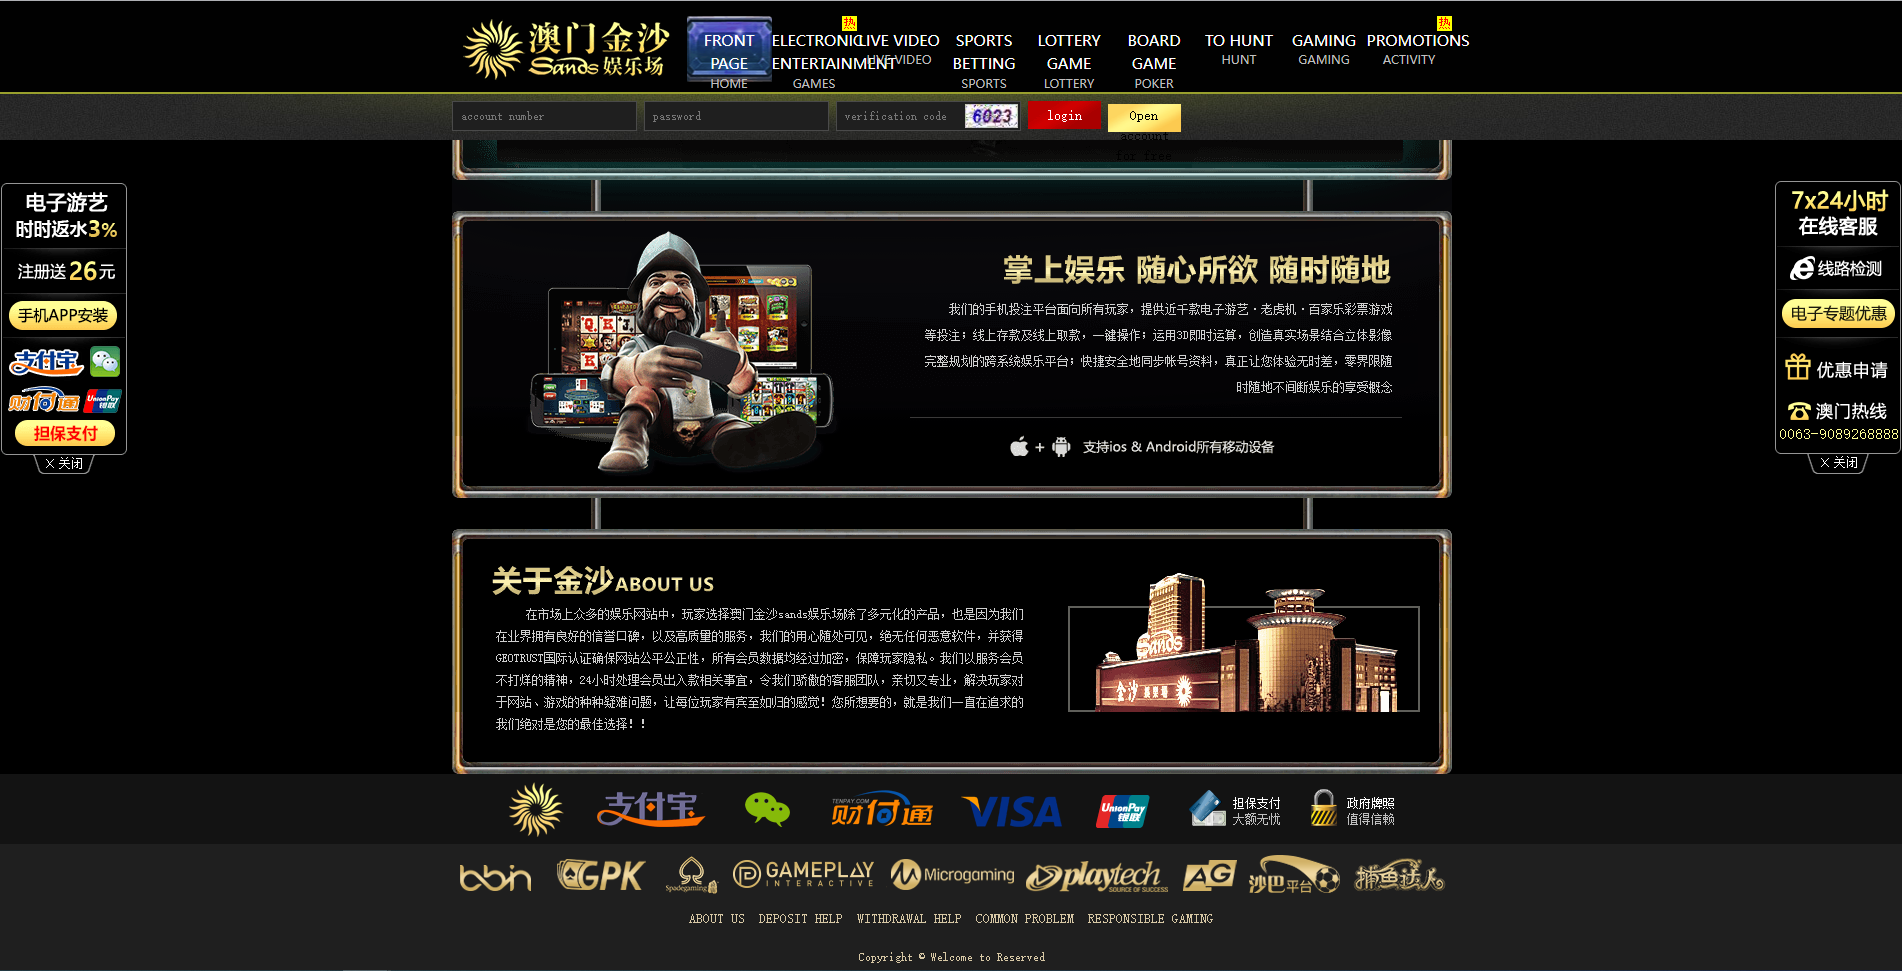 澳门金沙
Sands 娱乐场
FRONT PAGE
HOME
热
ELECTRONIC ENTERTAINMENT
GAMES
LIVE VIDEO
LIVE VIDEO
SPORTS BETTING
SPORTS
LOTTERY GAME
LOTTERY
BOARD GAME
POKER
TO HUNT
HUNT
GAMING
GAMING
热
PROMOTIONS
ACTIVITY
account number
password
verification code
6023
login
Open account for free
电子游艺
时时返水3%
注册送26元
手机APP安装
支付宝
财付通
UnionPay 银联
担保支付
X 关闭
7x24小时
在线客服
线路检测
电子专题优惠
优惠申请
澳门热线
0063-9089268888
X 关闭
掌上娱乐 随心所欲 随时随地
我们的手机投注平台面向所有玩家，提供近千款电子游艺·老虎机·百家乐彩票游戏
等投注；线上存款及线上取款，一键操作；运用3D即时运算，创造真实场景结合立体影像
完整规划的跨系统娱乐平台；快捷安全地同步帐号资料，真正让您体验无时差，零界限随
时随地不间断娱乐的享受概念
+ 支持ios & Android所有移动设备
关于金沙ABOUT US
在市场上众多的娱乐网站中，玩家选择澳门金沙sands娱乐场除了多元化的产品，也是因为我们
在业界拥有良好的信誉口碑，以及高质量的服务，我们的用心随处可见，绝无任何恶意软件，并获得
GEOTRUST国际认证确保网站公平公正性，所有会员数据均经过加密，保障玩家隐私。我们以服务会员
不打烊的精神，24小时处理会员出入款相关事宜，令我们骄傲的客服团队，亲切又专业，解决玩家对
于网站、游戏的种种疑难问题，让每位玩家有宾至如归的感觉！您所想要的，就是我们一直在追求的
我们绝对是您的最佳选择！！
Sands
金沙 娱乐场
支付宝
TENPAY.COM
财付通
VISA
UnionPay 银联
担保支付
大额无忧
政府牌照
值得信赖
bbin
GPK
Spadegaming
GAMEPLAY
INTERACTIVE
Microgaming
playtech
SOURCE OF SUCCESS
AG
沙巴平台
捕鱼达人
ABOUT US DEPOSIT HELP WITHDRAWAL HELP COMMON PROBLEM RESPONSIBLE GAMING
Copyright © Welcome to Reserved